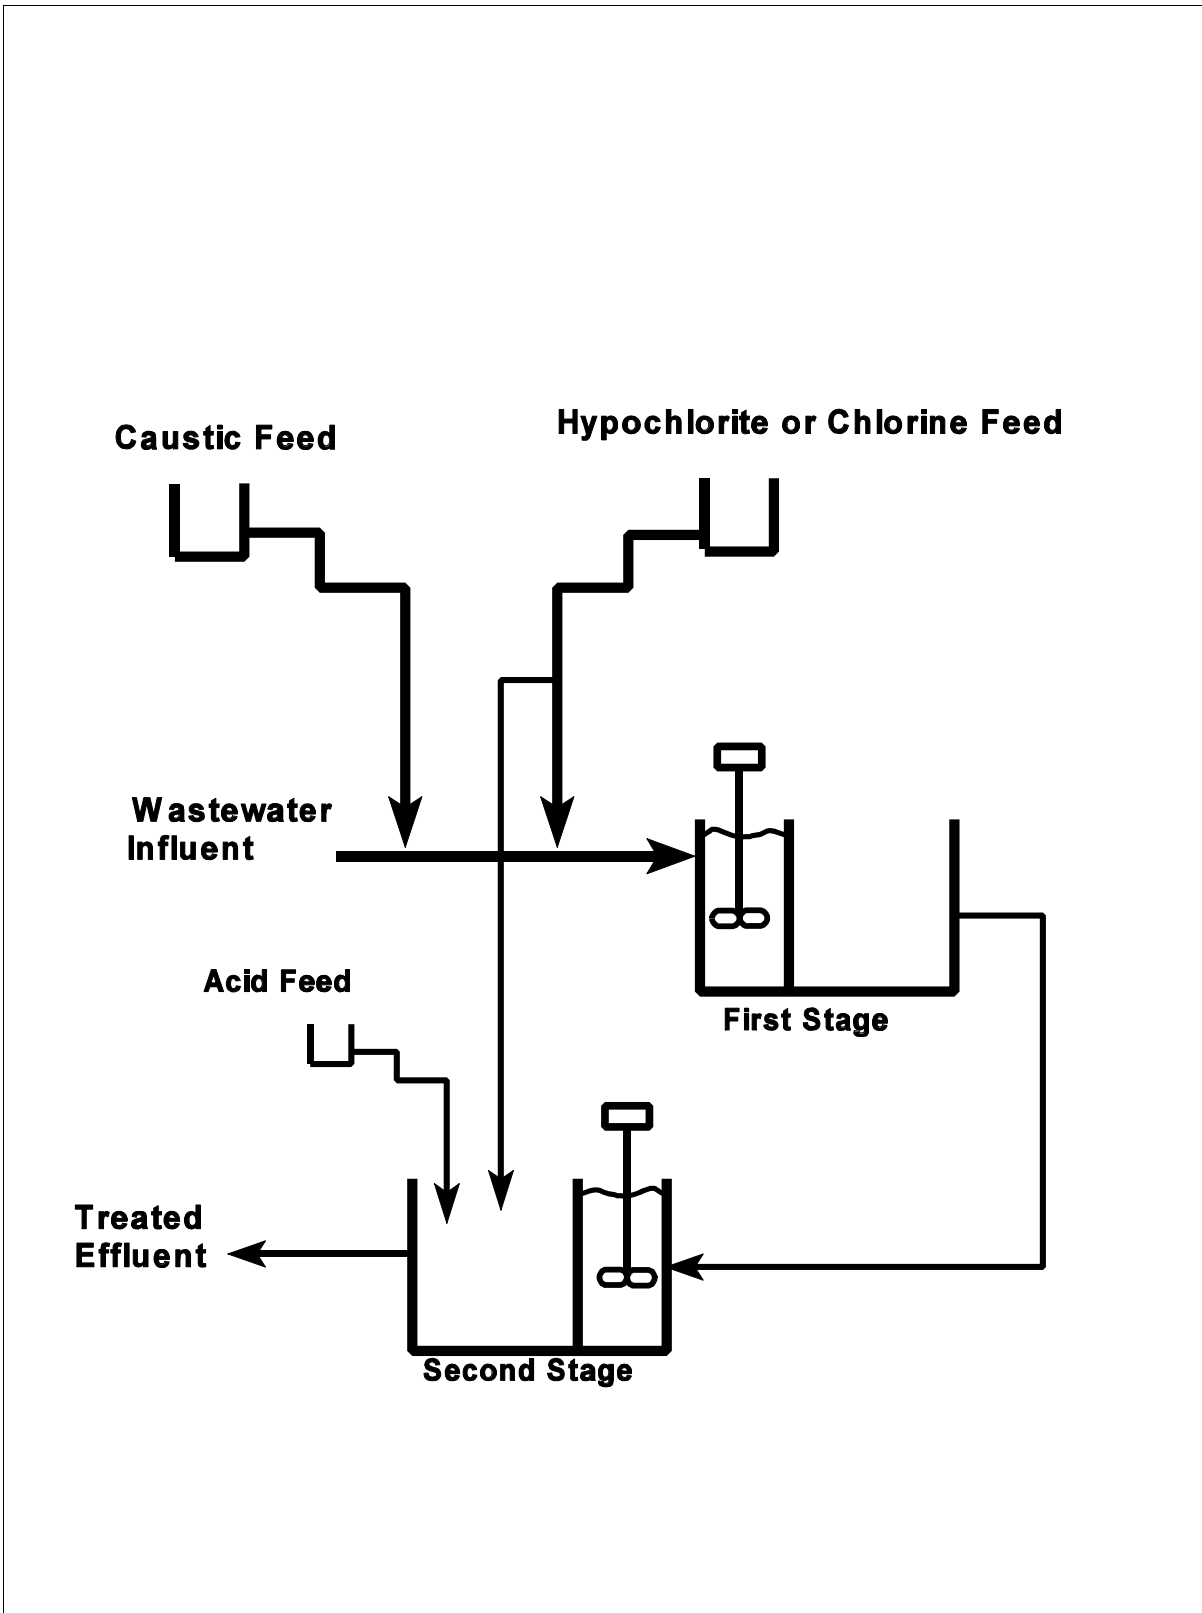 Caustic Feed
Hypochlorite or Chlorine Feed
Wastewater
Influent
Acid Feed
First Stage
Treated
Effluent
Second Stage